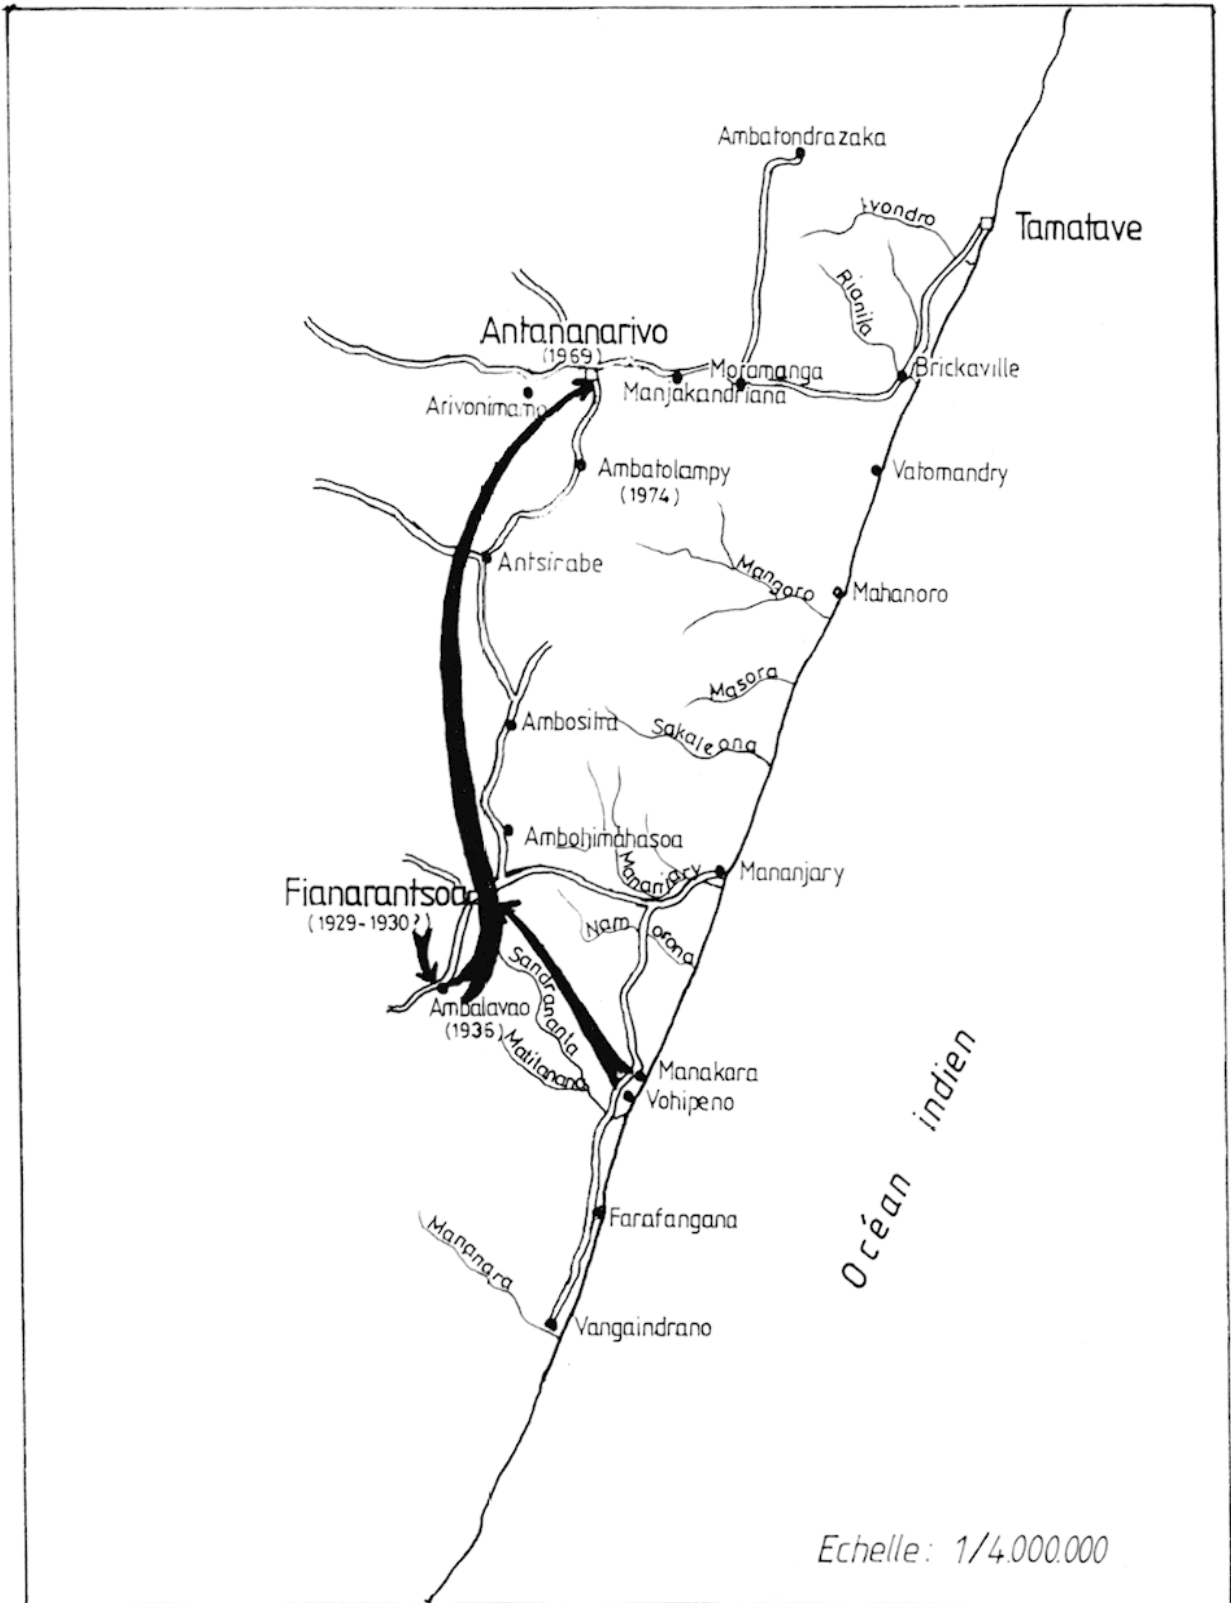 Ambatondrazaka
Ivondro
Tamatave
Rianila
Antananarivo
(1969)
Moramanga
Brickaville
Manjakandriana
Arivonimamo
Ambatolampy
(1974)
Vatomandry
Antsirabe
Mangoro
Mahanoro
Masora
Ambositra
Sakaleona
Ambohimahasoa
Mananjary
Mananjary
Fianarantsoa
(1929-1930?)
Namorona
Sandrananta
Ambalavao
(1936)
Matitanana
Manakara
Vohipeno
Océan indien
Farafangana
Mananara
Vangaindrano
Echelle: 1/4.000.000